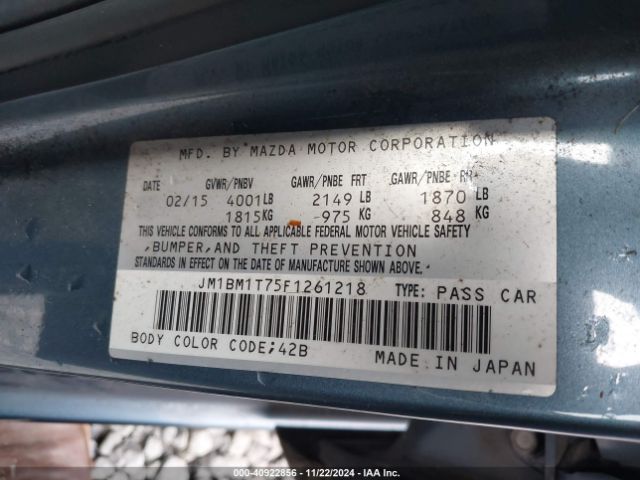 MFD. BY MAZDA MOTOR CORPORATION
DATE GVWR/PNBV GAWR/PNBE FRT GAWR/PNBE RR
02/15 4001LB 2149 LB 1870 LB
1815KG 975 KG 848 KG
THIS VEHICLE CONFORMS TO ALL APPLICABLE FEDERAL MOTOR VEHICLE SAFETY
,BUMPER,AND THEFT PREVENTION
STANDARDS IN EFFECT ON THE DATE OF MANUFACTURE SHOWN ABOVE.
JM1BM1T75F1261218 TYPE: PASS CAR
BODY COLOR CODE;42B MADE IN JAPAN
000-40922856 - 11/22/2024 - IAA Inc.